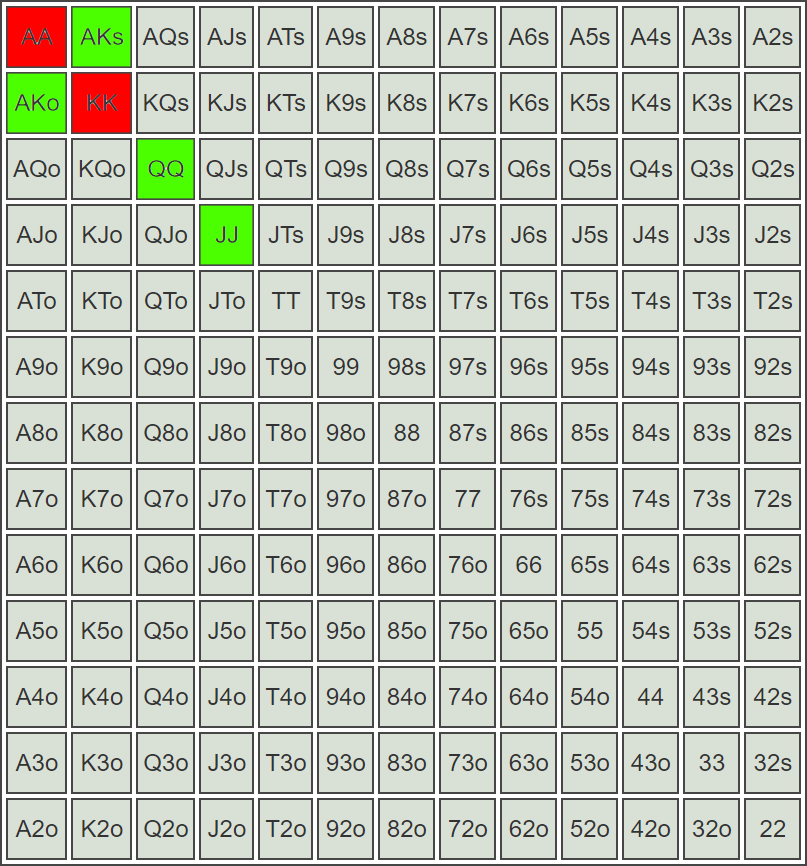 AA AKs AQs AJs ATs A9s A8s A7s A6s A5s A4s A3s A2s
AKo KK KQs KJs KTs K9s K8s K7s K6s K5s K4s K3s K2s
AQo KQo QQ QJs QTs Q9s Q8s Q7s Q6s Q5s Q4s Q3s Q2s
AJo KJo QJo JJ JTs J9s J8s J7s J6s J5s J4s J3s J2s
ATo KTo QTo JTo TT T9s T8s T7s T6s T5s T4s T3s T2s
A9o K9o Q9o J9o T9o 99 98s 97s 96s 95s 94s 93s 92s
A8o K8o Q8o J8o T8o 98o 88 87s 86s 85s 84s 83s 82s
A7o K7o Q7o J7o T7o 97o 87o 77 76s 75s 74s 73s 72s
A6o K6o Q6o J6o T6o 96o 86o 76o 66 65s 64s 63s 62s
A5o K5o Q5o J5o T5o 95o 85o 75o 65o 55 54s 53s 52s
A4o K4o Q4o J4o T4o 94o 84o 74o 64o 54o 44 43s 42s
A3o K3o Q3o J3o T3o 93o 83o 73o 63o 53o 43o 33 32s
A2o K2o Q2o J2o T2o 92o 82o 72o 62o 52o 42o 32o 22